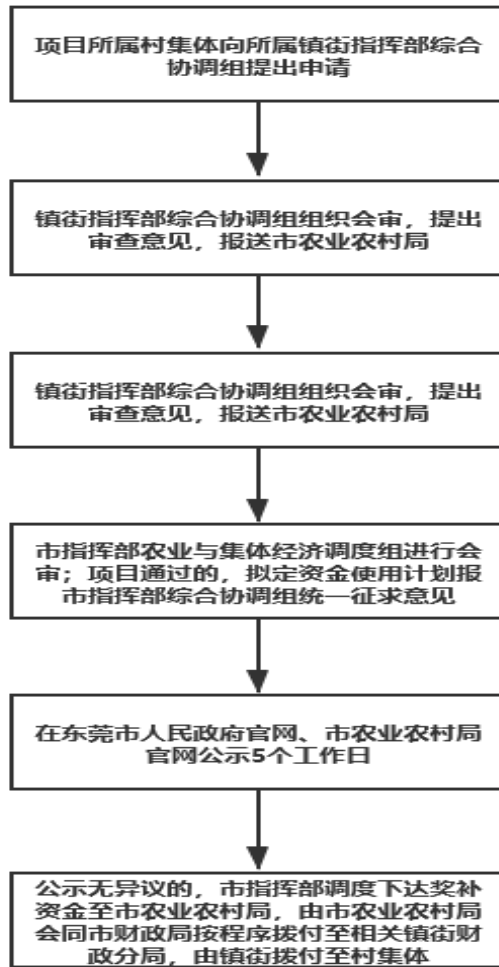 项目所属村集体向所属镇街指挥部综合
协调组提出申请
镇街指挥部综合协调组组织会审，提出
审查意见，报送市农业农村局
镇街指挥部综合协调组组织会审，提出
审查意见，报送市农业农村局
市指挥部农业与集体经济调度组进行会
审；项目通过的，拟定资金使用计划报
市指挥部综合协调组统一征求意见
在东莞市人民政府官网、市农业农村局
官网公示5个工作日
公示无异议的，市指挥部调度下达奖补
资金至市农业农村局，由市农业农村局
会同市财政局按程序拨付至相关镇街财
政分局，由镇街拨付至村集体